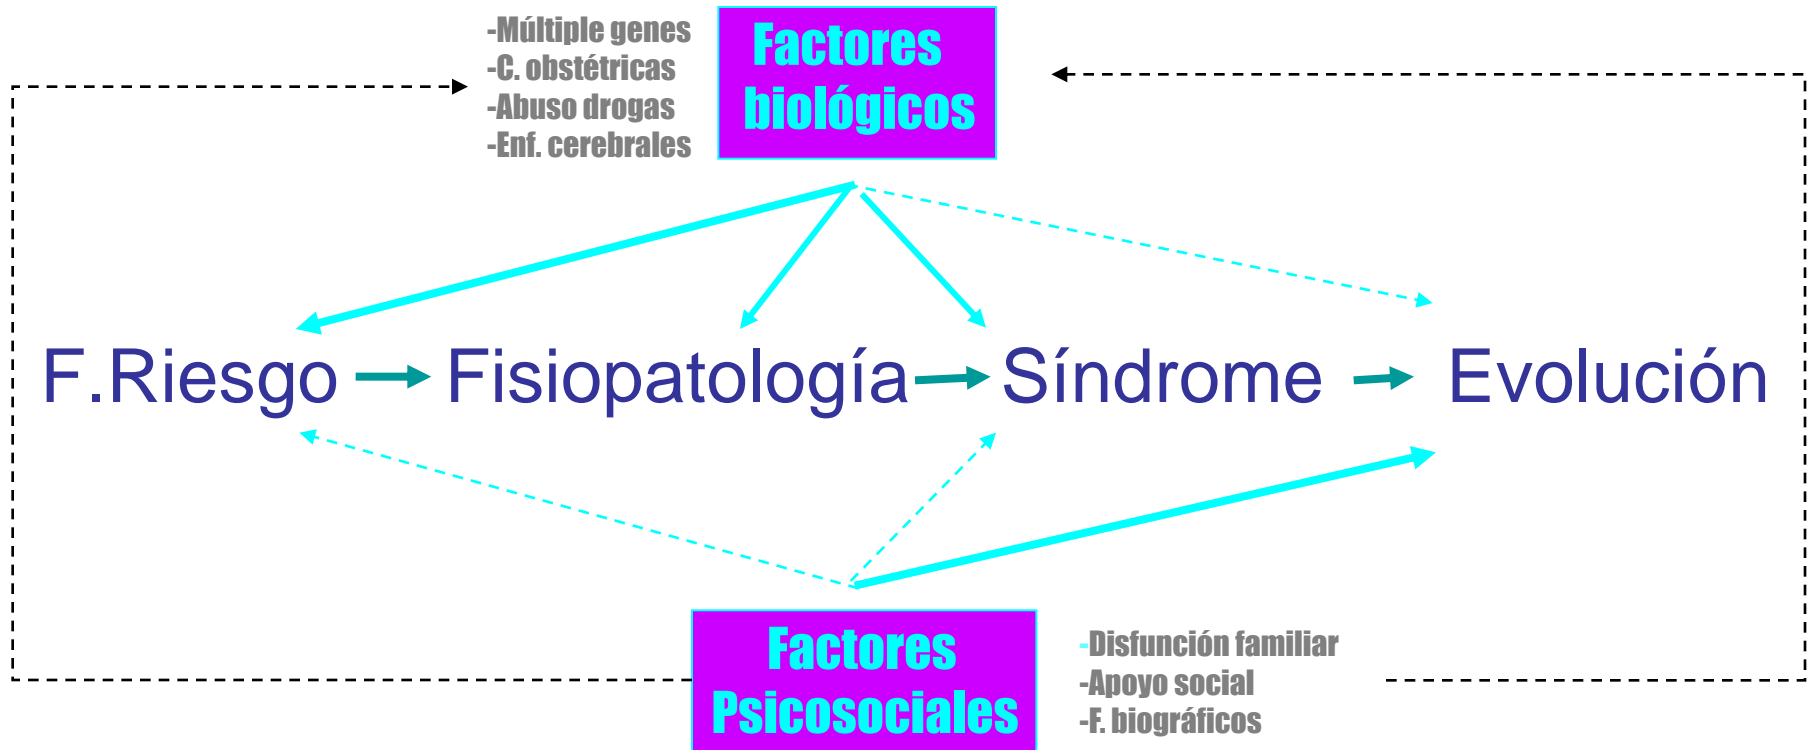 -Múltiple genes
-C. obstétricas
-Abuso drogas
-Enf. cerebrales
Factores
biológicos
F.Riesgo Fisiopatología Síndrome Evolución
Factores
Psicosociales
-Disfunción familiar
-Apoyo social
-F. biográficos